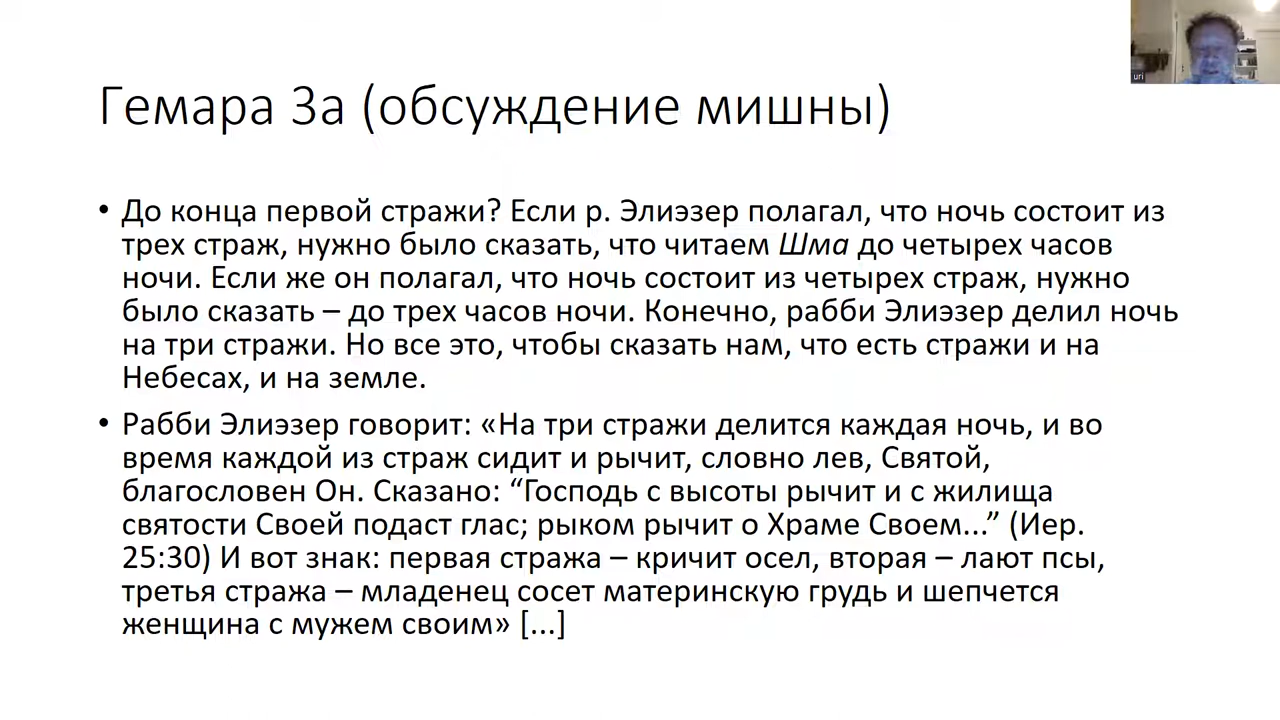 uri
Гемара 3а (обсуждение мишны)
• До конца первой стражи? Если р. Элиэзер полагал, что ночь состоит из
трех страж, нужно было сказать, что читаем Шма до четырех часов
ночи. Если же он полагал, что ночь состоит из четырех страж, нужно
было сказать – до трех часов ночи. Конечно, рабби Элиэзер делил ночь
на три стражи. Но все это, чтобы сказать нам, что есть стражи и на
Небесах, и на земле.
• Рабби Элиэзер говорит: «На три стражи делится каждая ночь, и во
время каждой из страж сидит и рычит, словно лев, Святой,
благословен Он. Сказано: “Господь с высоты рычит и с жилища
святости Своей подаст глас; рыком рычит о Храме Своем...” (Иер.
25:30) И вот знак: первая стража – кричит осел, вторая – лают псы,
третья стража – младенец сосет материнскую грудь и шепчется
женщина с мужем своим» [...]